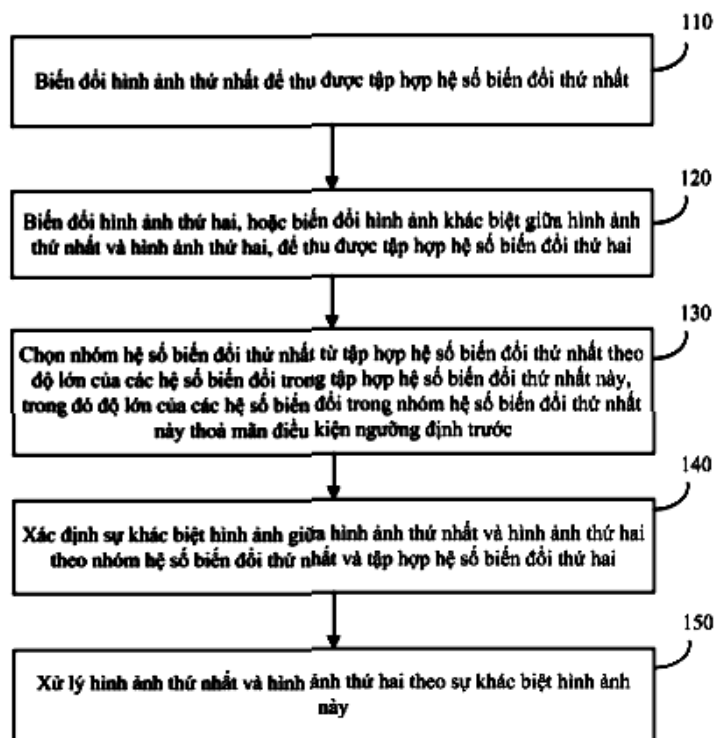 110
Biến đổi hình ảnh thứ nhất để thu được tập hợp hệ số biến đổi thứ nhất
120
Biến đổi hình ảnh thứ hai, hoặc biến đổi hình ảnh khác biệt giữa hình ảnh
thứ nhất và hình ảnh thứ hai, để thu được tập hợp hệ số biến đổi thứ hai
130
Chọn nhóm hệ số biến đổi thứ nhất từ tập hợp hệ số biến đổi thứ nhất theo
độ lớn của các hệ số biến đổi trong tập hợp hệ số biến đổi thứ nhất này,
trong đó độ lớn của các hệ số biến đổi trong nhóm hệ số biến đổi thứ nhất
này thoả mãn điều kiện ngưỡng định trước
140
Xác định sự khác biệt hình ảnh giữa hình ảnh thứ nhất và hình ảnh thứ hai
theo nhóm hệ số biến đổi thứ nhất và tập hợp hệ số biến đổi thứ hai
150
Xử lý hình ảnh thứ nhất và hình ảnh thứ hai theo sự khác biệt hình ảnh
này